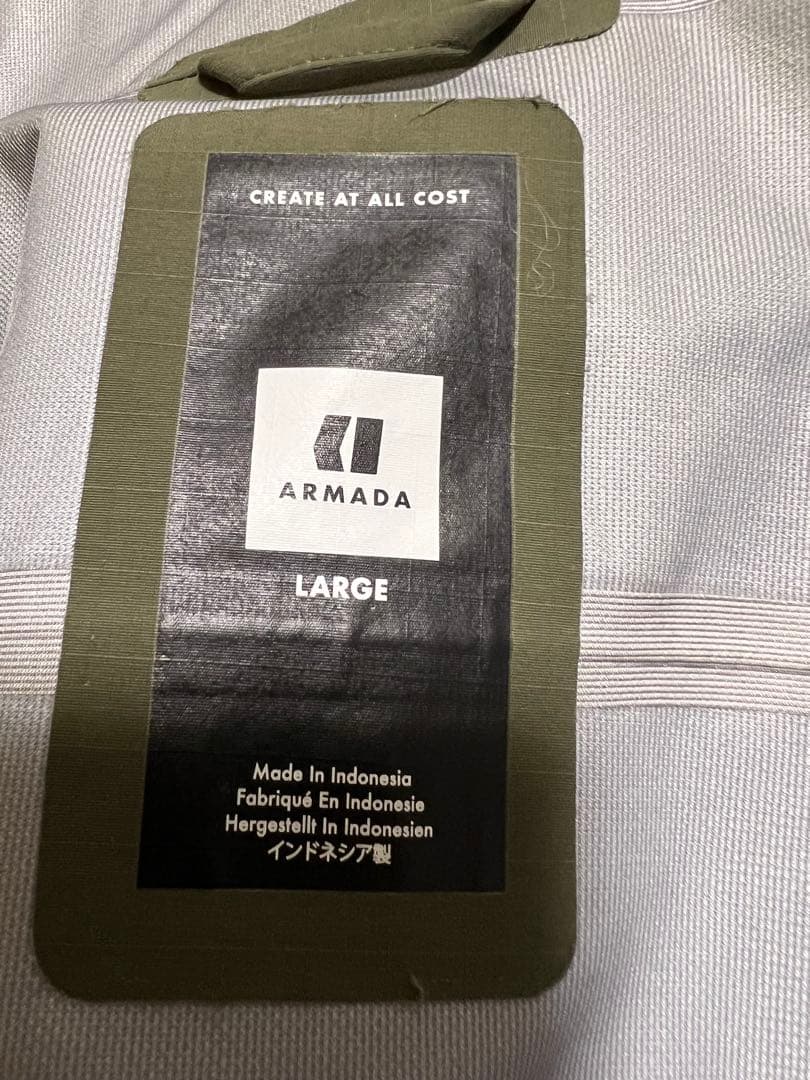 CREATE AT ALL COST
ARMADA
LARGE
Made In Indonesia
Fabriqué En Indonesie
Hergestellt In Indonesien
インドネシア製